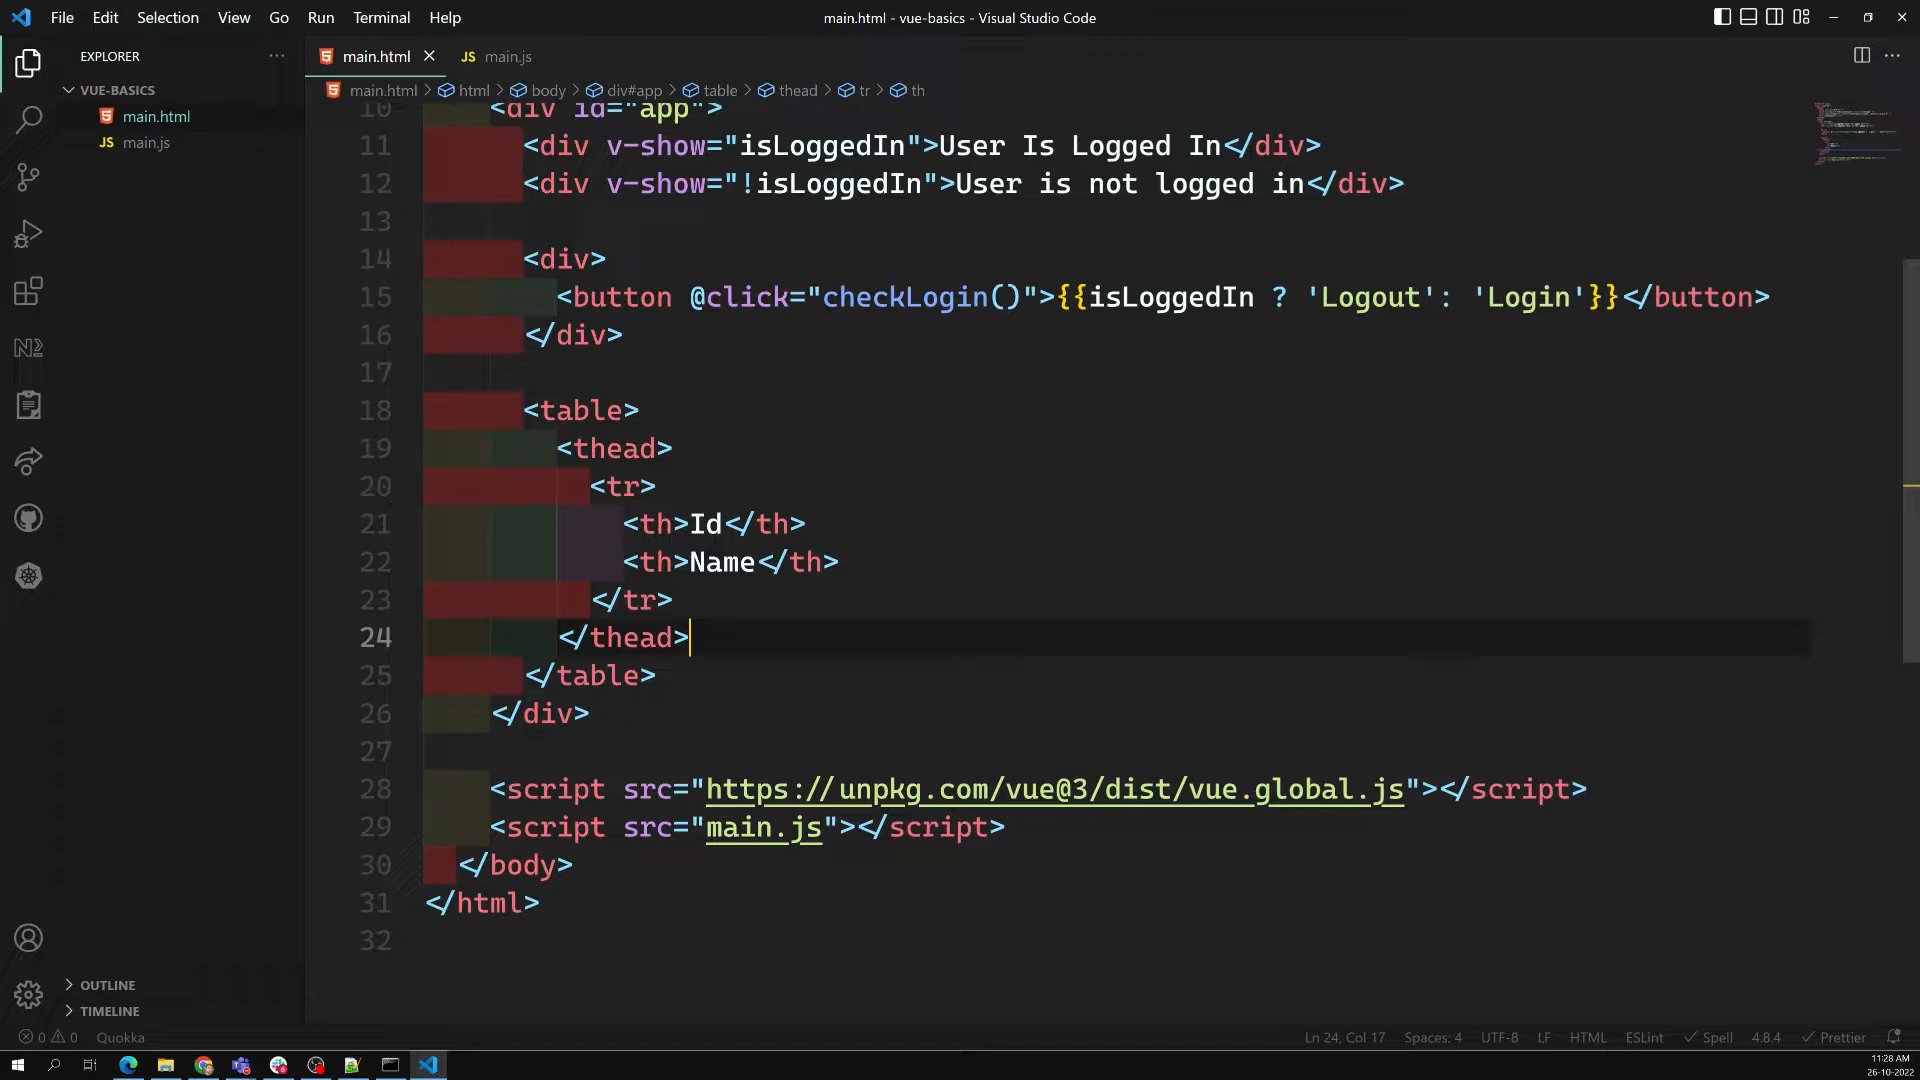 File Edit Selection View Go Run Terminal Help
main.html - vue-basics - Visual Studio Code
EXPLORER
VUE-BASICS
main.html
JS main.js
main.html
JS main.js
main.html > html > body > div#app > table > thead > tr > th
10 <div id="app">
11 <div v-show="isLoggedIn">User Is Logged In</div>
12 <div v-show="!isLoggedIn">User is not logged in</div>
13
14 <div>
15 <button @click="checkLogin()">{{isLoggedIn ? 'Logout': 'Login'}}</button>
16 </div>
17
18 <table>
19 <thead>
20 <tr>
21 <th>Id</th>
22 <th>Name</th>
23 </tr>
24 </thead>
25 </table>
26 </div>
27
28 <script src="https://unpkg.com/vue@3/dist/vue.global.js"></script>
29 <script src="main.js"></script>
30 </body>
31 </html>
32
OUTLINE
TIMELINE
0 0 Quokka
Ln 24, Col 17 Spaces: 4 UTF-8 LF HTML ESLint Spell 4.8.4 Prettier
11:28 AM
26-10-2022